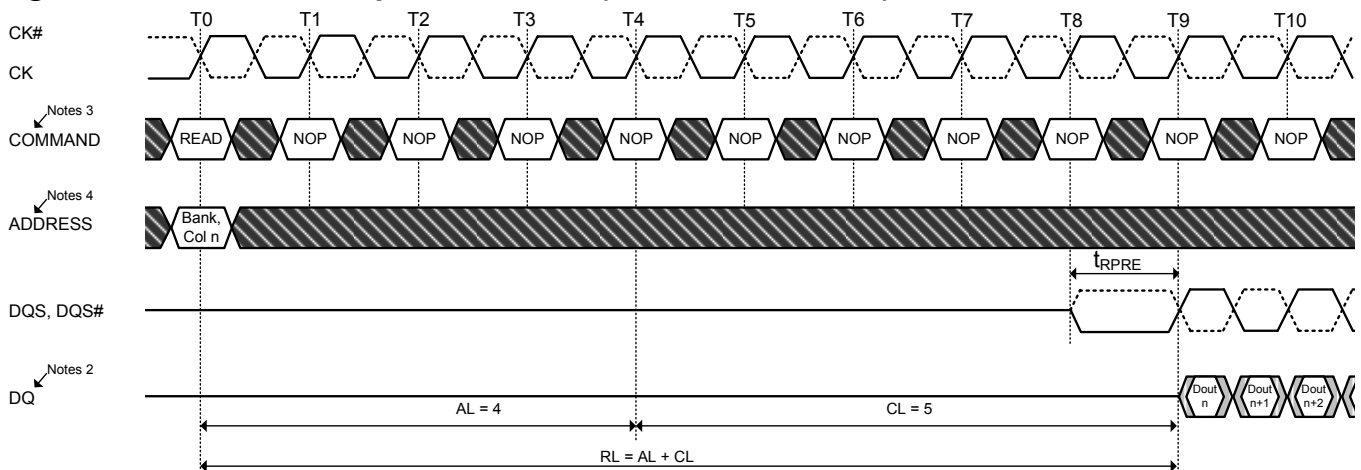 T0 T1 T2 T3 T4 T5 T6 T7 T8 T9 T10
CK#
CK
Notes 3
COMMAND READ NOP NOP NOP NOP NOP NOP NOP NOP NOP NOP
Notes 4
ADDRESS Bank, Col n
tRPRE
DQS, DQS#
Notes 2
DQ Dout n Dout n+1 Dout n+2
AL = 4 CL = 5
RL = AL + CL